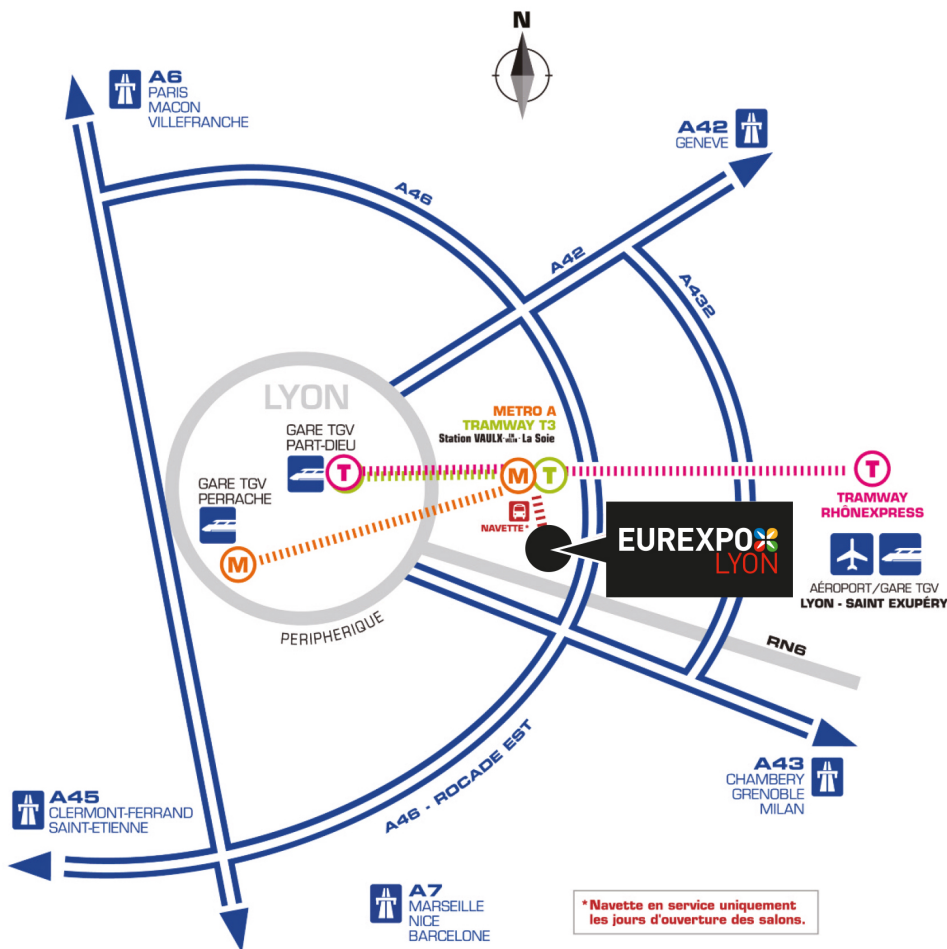 N
A6
PARIS
MACON
VILLEFRANCHE
A42
GENEVE
A46
A42
A432
LYON
GARE TGV
PART-DIEU
METRO A
TRAMWAY T3
Station VAULX-EN VELIN-La Soie
GARE TGV
PERRACHE
T
M
T
T
NAVETTE*
TRAMWAY
RHÔNEXPRESS
M
EUREXPO
LYON
AÉROPORT/GARE TGV
LYON - SAINT EXUPÉRY
PERIPHERIQUE
RN6
A46 - ROCADE EST
A43
CHAMBERY
GRENOBLE
MILAN
A45
CLERMONT-FERRAND
SAINT-ETIENNE
A7
MARSEILLE
NICE
BARCELONE
*Navette en service uniquement
les jours d'ouverture des salons.